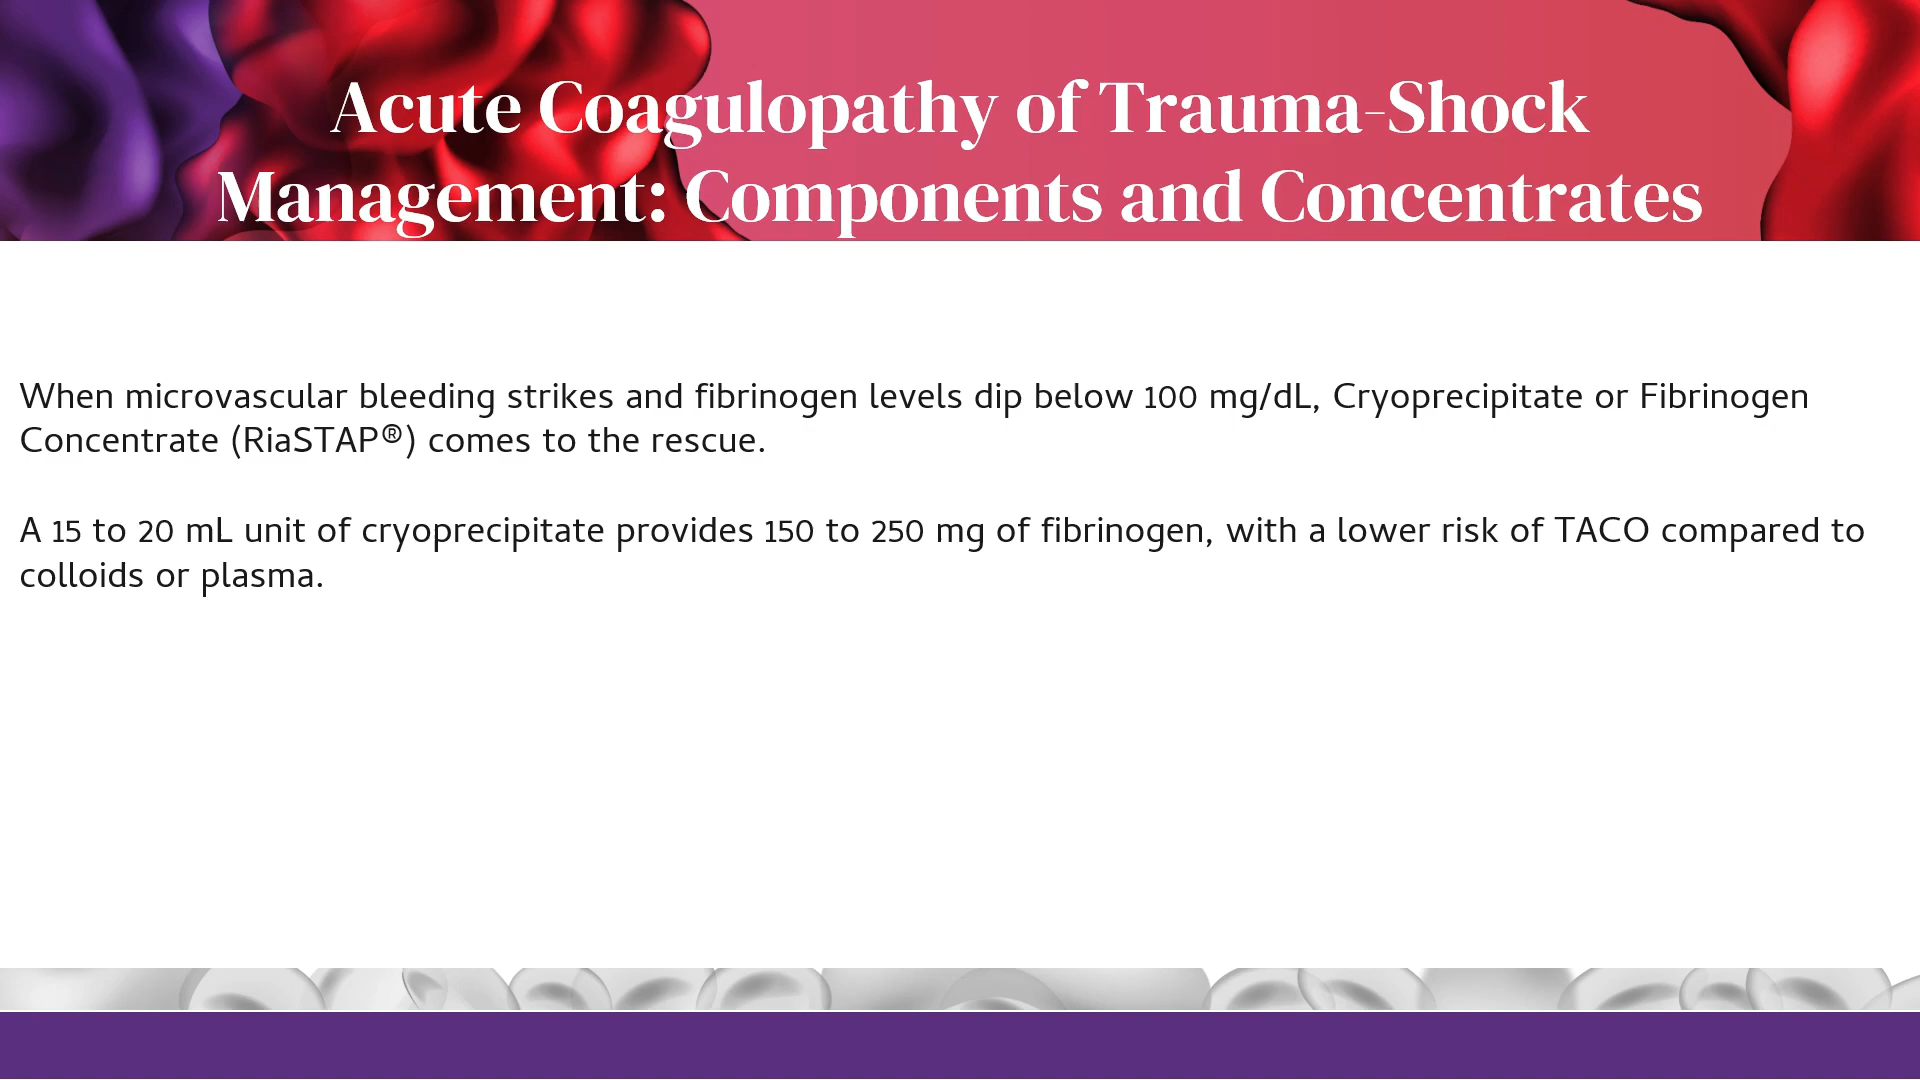 Acute Coagulopathy of Trauma-Shock
Management: Components and Concentrates
When microvascular bleeding strikes and fibrinogen levels dip below 100 mg/dL, Cryoprecipitate or Fibrinogen
Concentrate (RiaSTAP®) comes to the rescue.
A 15 to 20 mL unit of cryoprecipitate provides 150 to 250 mg of fibrinogen, with a lower risk of TACO compared to
colloids or plasma.